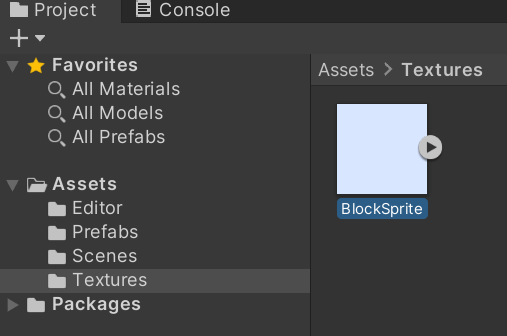 Project
Console
Favorites
All Materials
All Models
All Prefabs
Assets
Editor
Prefabs
Scenes
Textures
Packages
Assets > Textures
BlockSprite